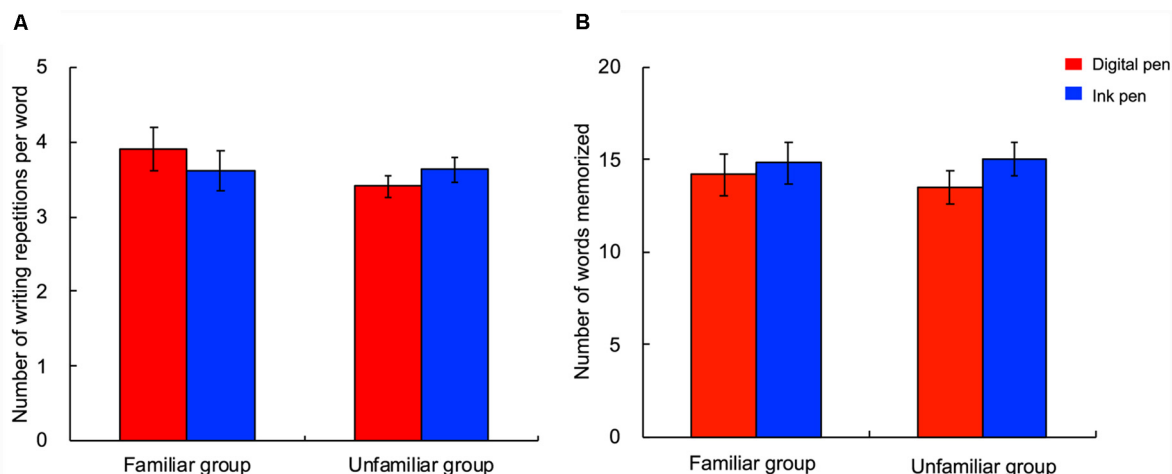 A
Number of writing repetitions per word
5
4
3
2
1
0
Familiar group
Unfamiliar group
B
Number of words memorized
20
15
10
5
0
Familiar group
Unfamiliar group
Digital pen
Ink pen